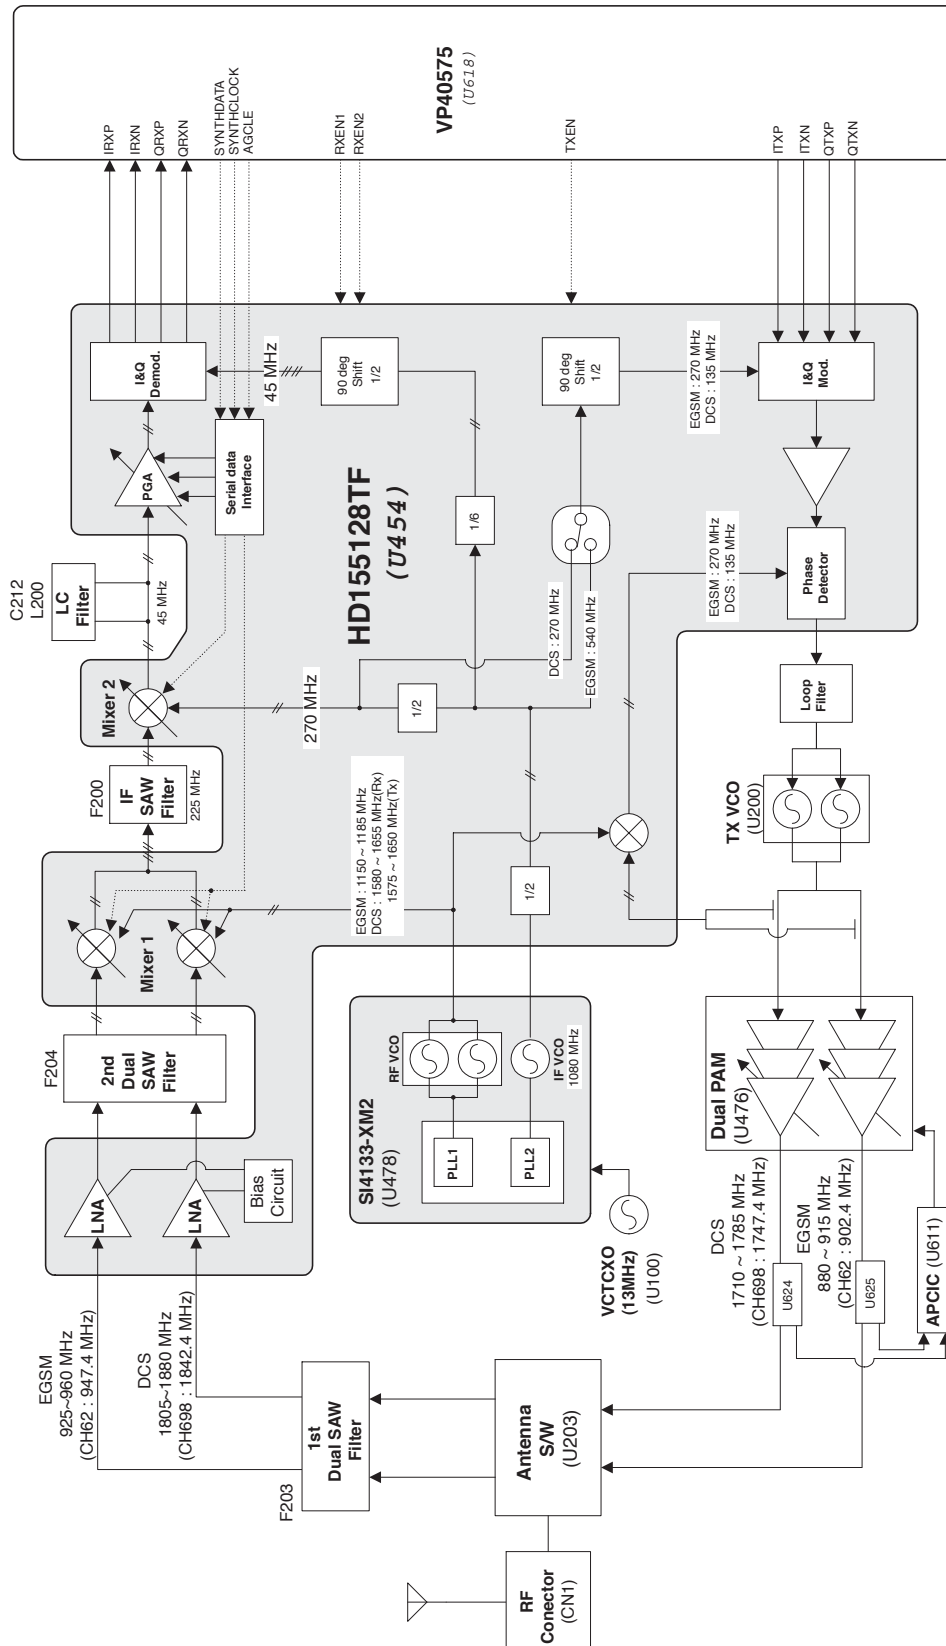 VP40575
(U618)
IRXP
IRXN
QRXP
QRXN
SYNTHDATA
SYNTHCLOCK
AGCLE
RXEN1
RXEN2
TXEN
ITXP
ITXN
QTXP
QTXN
I&Q
Demod.
45 MHz
90 deg
Shift
1/2
90 deg
Shift
1/2
EGSM : 270 MHz
DCS : 135 MHz
I&Q
Mod.
PGA
Serial data
Interface
HD155128TF
(U454)
1/6
C212
L200
LC
Filter
45 MHz
DCS : 270 MHz
EGSM : 540 MHz
EGSM : 270 MHz
DCS : 135 MHz
Phase
Detector
Mixer 2
270 MHz
1/2
Loop
Filter
F200
IF
SAW
Filter
225 MHz
TX VCO
(U200)
Mixer 1
EGSM : 1150 ~ 1185 MHz
DCS : 1580 ~ 1655 MHz(Rx)
1575 ~ 1650 MHz(Tx)
1/2
F204
2nd
Dual
SAW
Filter
RF VCO
IF VCO
1080 MHz
PLL1
PLL2
SI4133-XM2
(U478)
Dual PAM
(U476)
LNA
LNA
Bias
Circuit
VCTCXO
(13MHz)
(U100)
DCS
1710 ~ 1785 MHz
(CH698 : 1747.4 MHz)
EGSM
880 ~ 915 MHz
(CH62 : 902.4 MHz)
U624
U625
APCIC (U611)
EGSM
925~960 MHz
(CH62 : 947.4 MHz)
DCS
1805~1880 MHz
(CH698 : 1842.4 MHz)
F203
1st
Dual SAW
Filter
Antenna
S/W
(U203)
RF
Conector
(CN1)